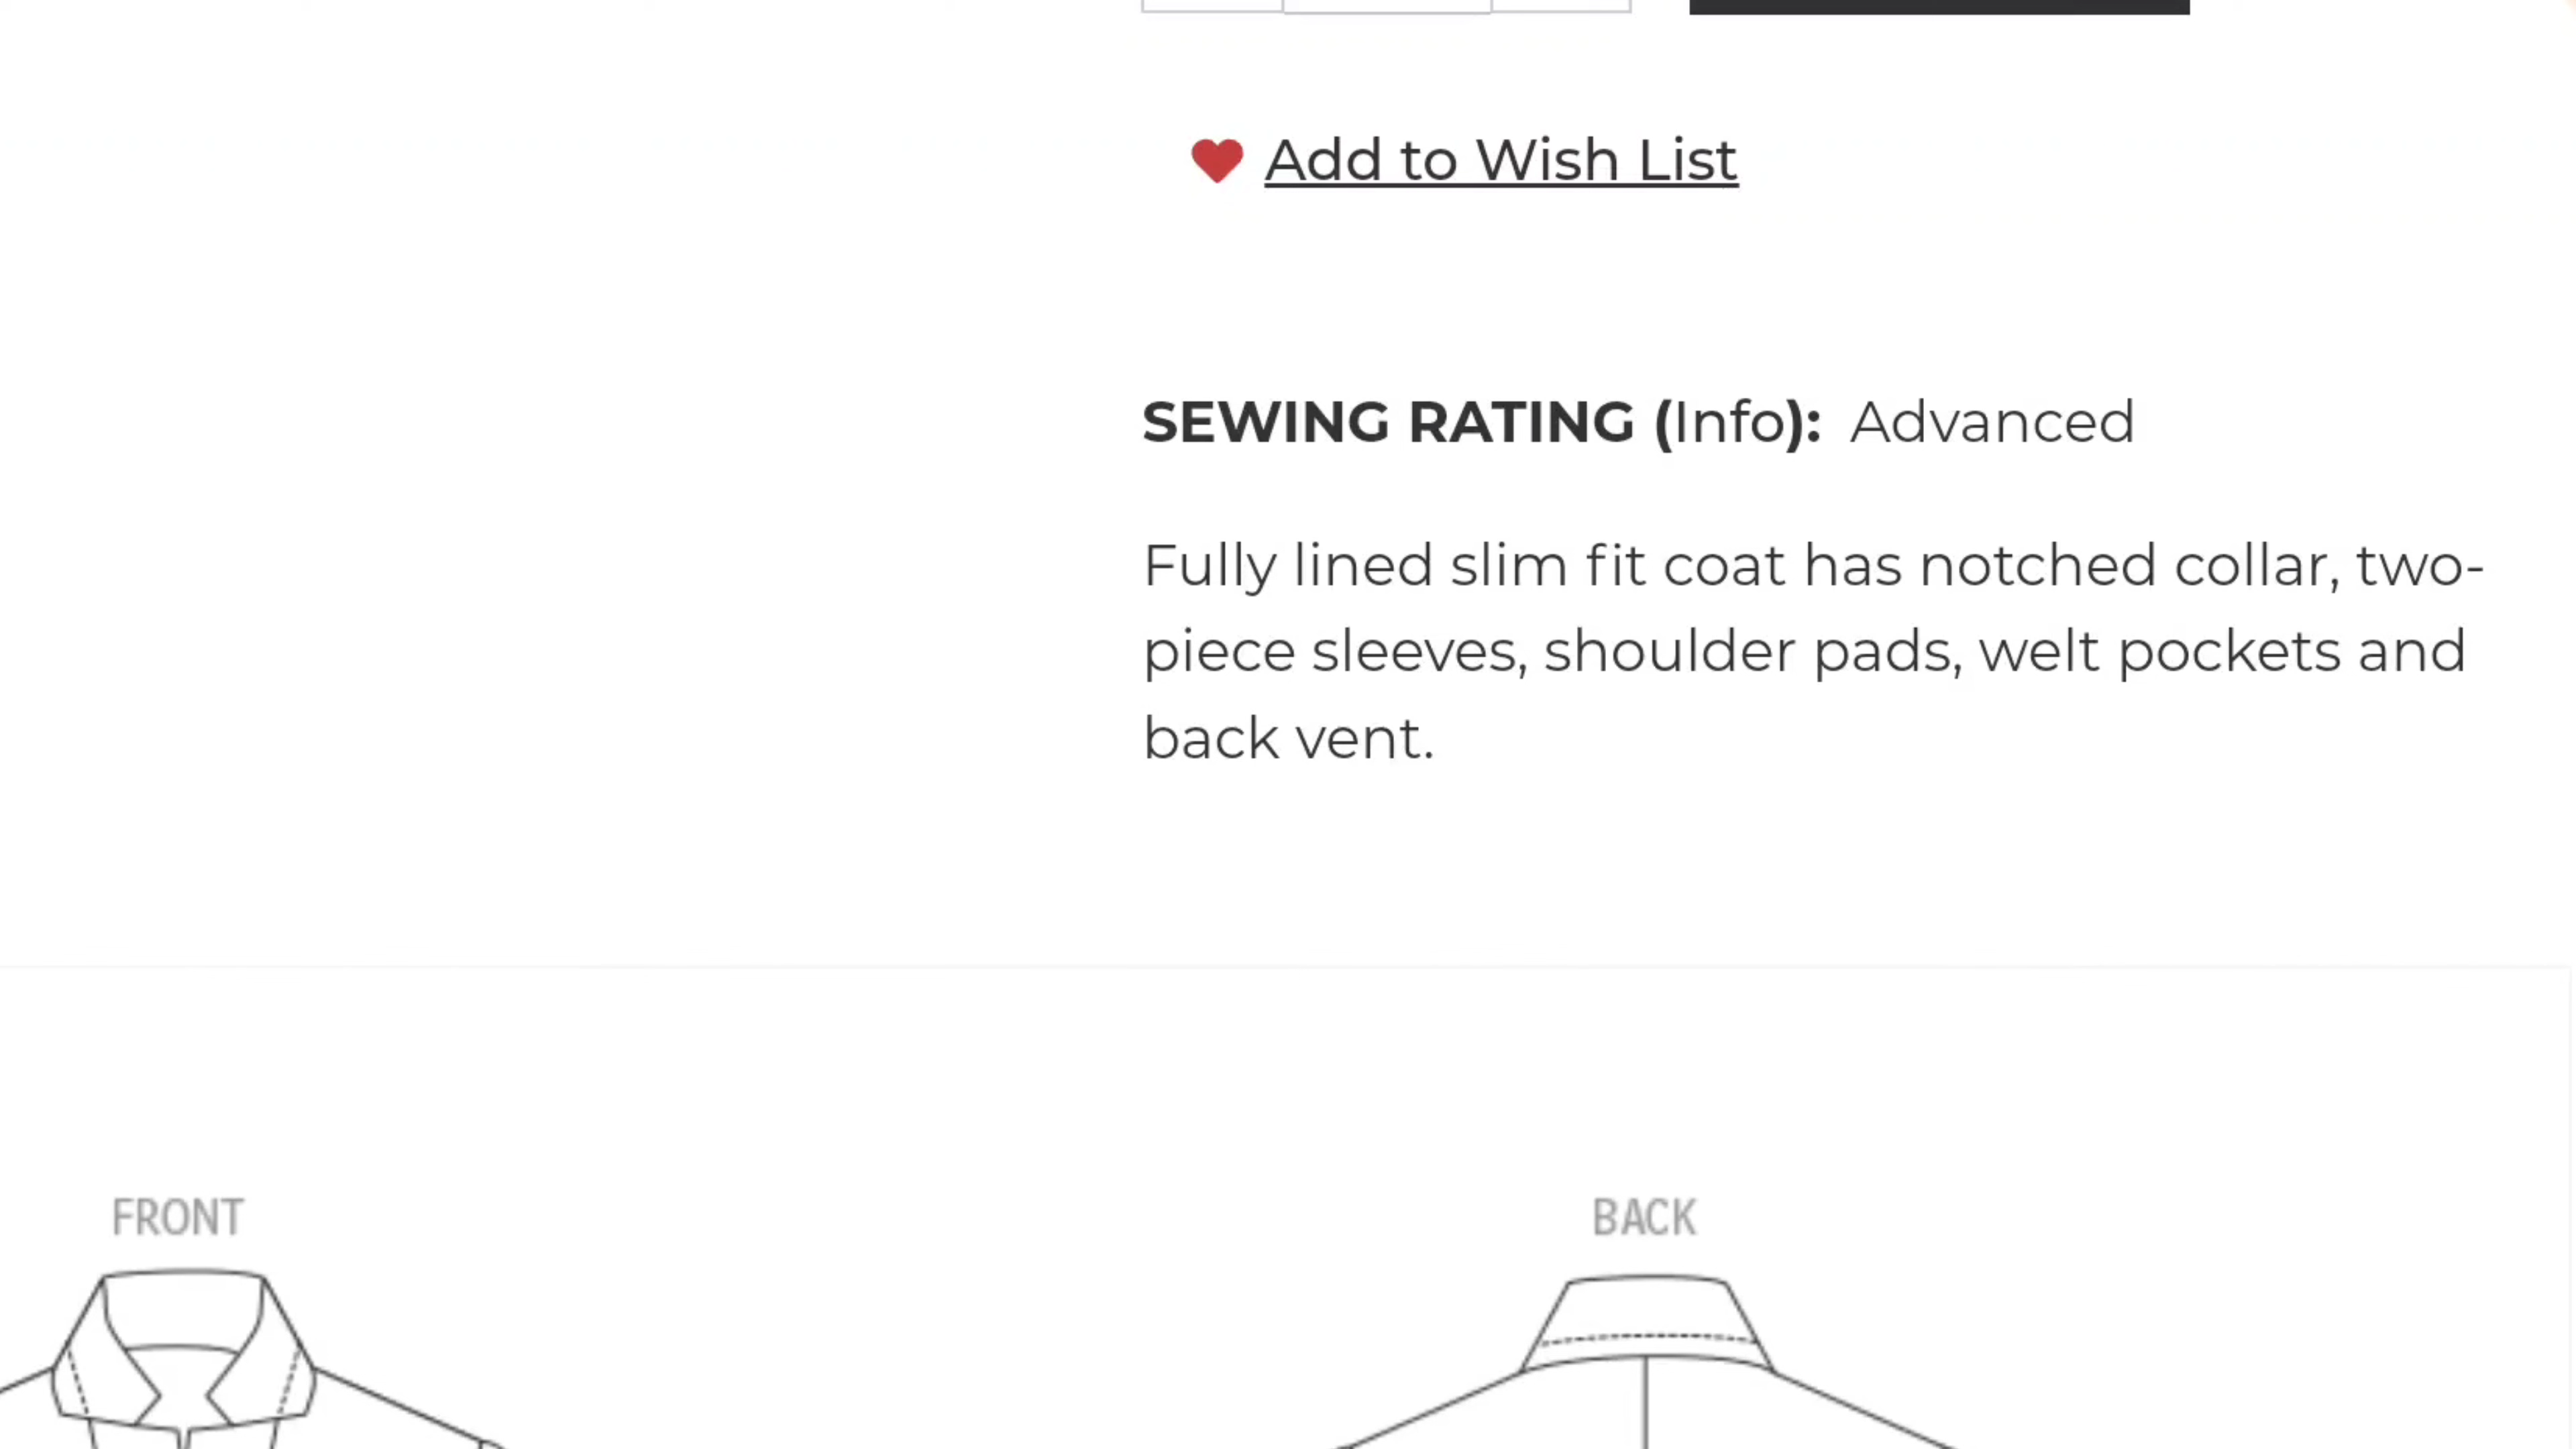 Add to Wish List
SEWING RATING (Info): Advanced
Fully lined slim fit coat has notched collar, two-
piece sleeves, shoulder pads, welt pockets and
back vent.
FRONT
BACK